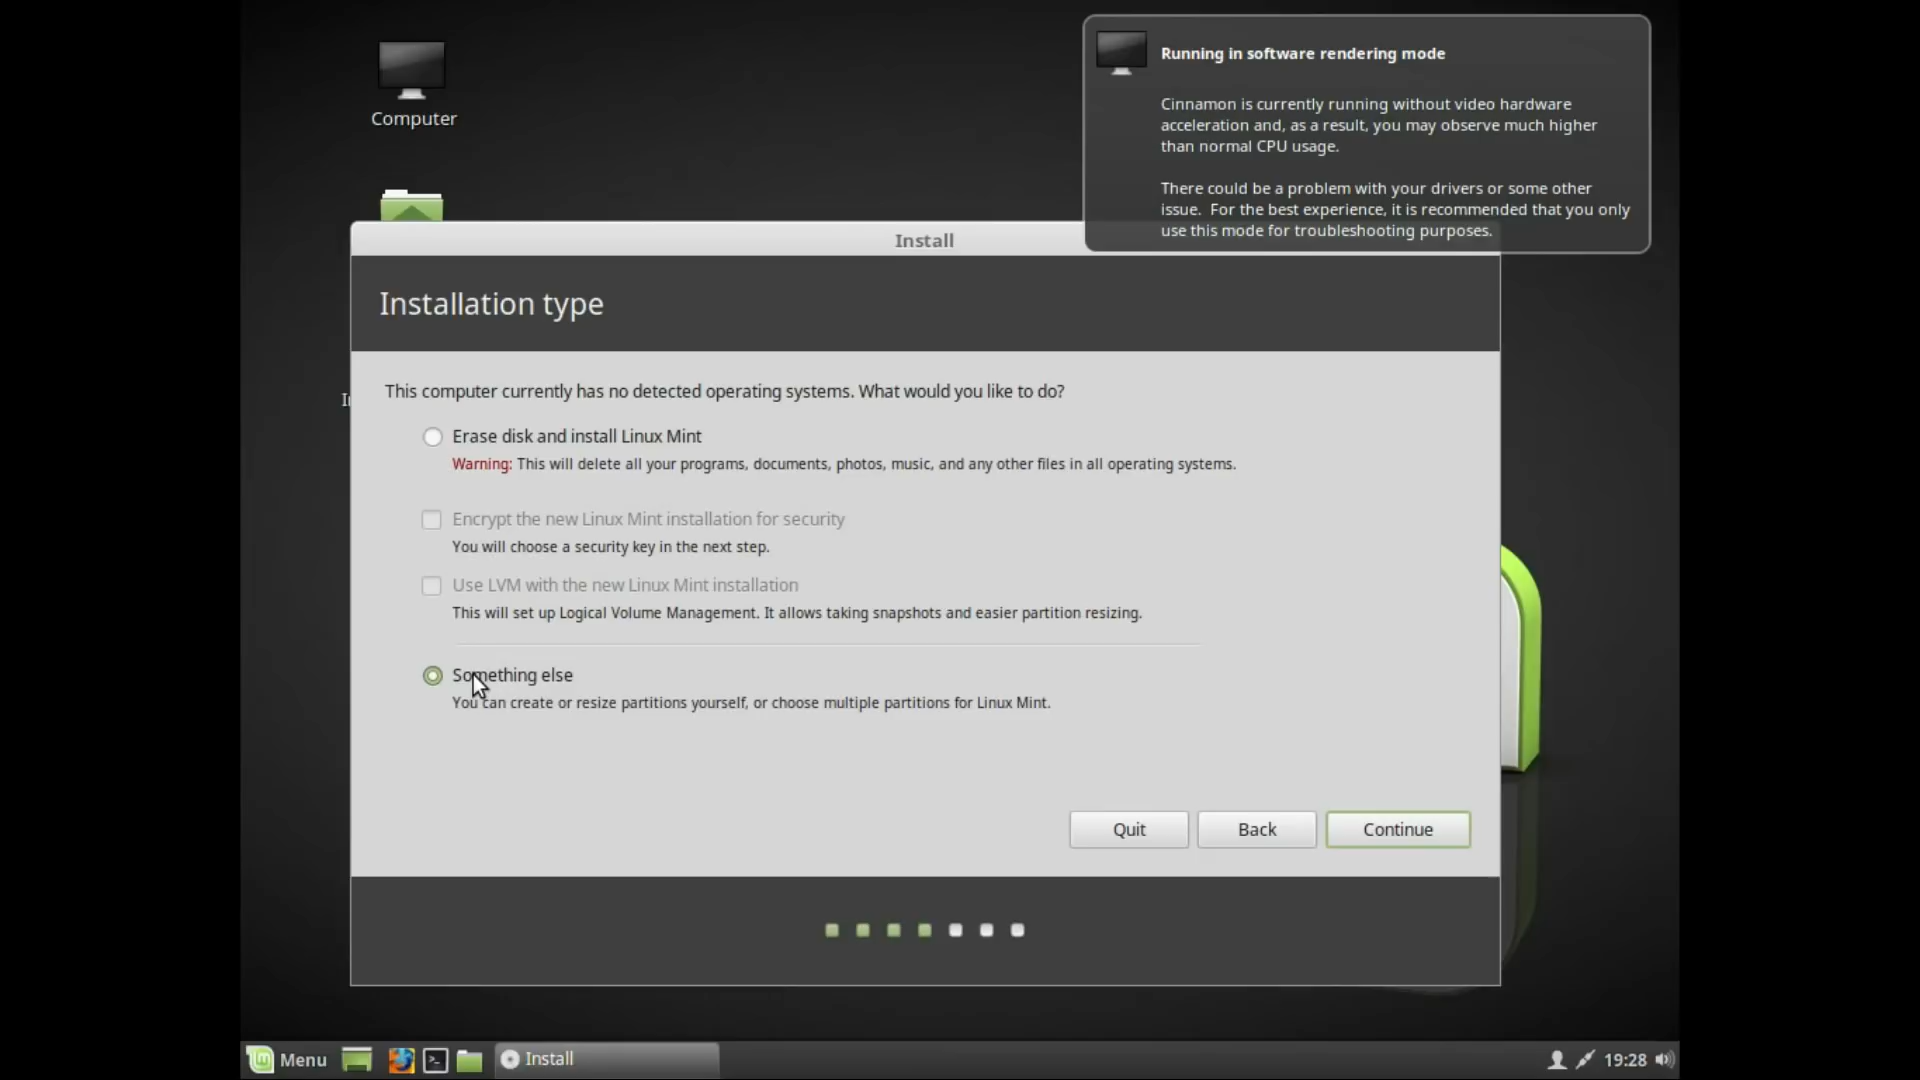 Computer
Running in software rendering mode
Cinnamon is currently running without video hardware
acceleration and, as a result, you may observe much higher
than normal CPU usage.
There could be a problem with your drivers or some other
issue.  For the best experience, it is recommended that you only
use this mode for troubleshooting purposes.
Install
Installation type
This computer currently has no detected operating systems. What would you like to do?
Erase disk and install Linux Mint
Warning: This will delete all your programs, documents, photos, music, and any other files in all operating systems.
Encrypt the new Linux Mint installation for security
You will choose a security key in the next step.
Use LVM with the new Linux Mint installation
This will set up Logical Volume Management. It allows taking snapshots and easier partition resizing.
Something else
You can create or resize partitions yourself, or choose multiple partitions for Linux Mint.
Quit
Back
Continue
Menu
Install
19:28